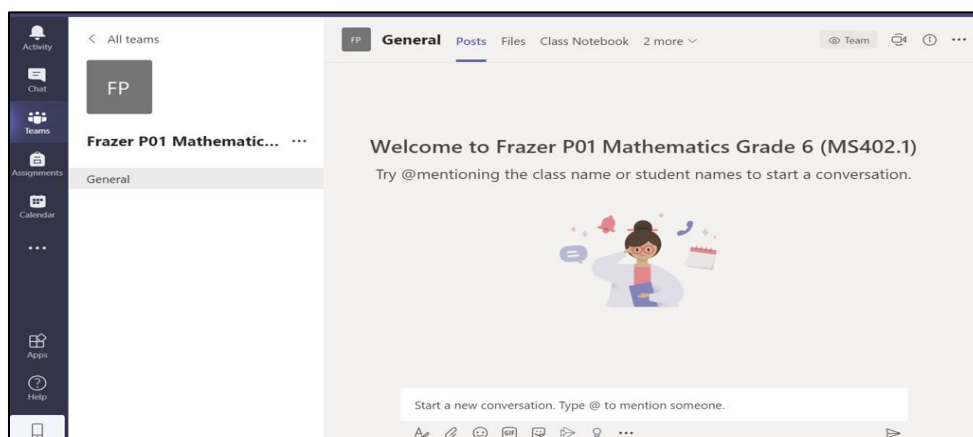 Activity
Chat
Teams
Assignments
Calendar
Apps
Help
All teams
FP
Frazer P01 Mathematic... ...
General
FP General Posts Files Class Notebook 2 more Team
Welcome to Frazer P01 Mathematics Grade 6 (MS402.1)
Try @mentioning the class name or student names to start a conversation.
Start a new conversation. Type @ to mention someone.
GIF